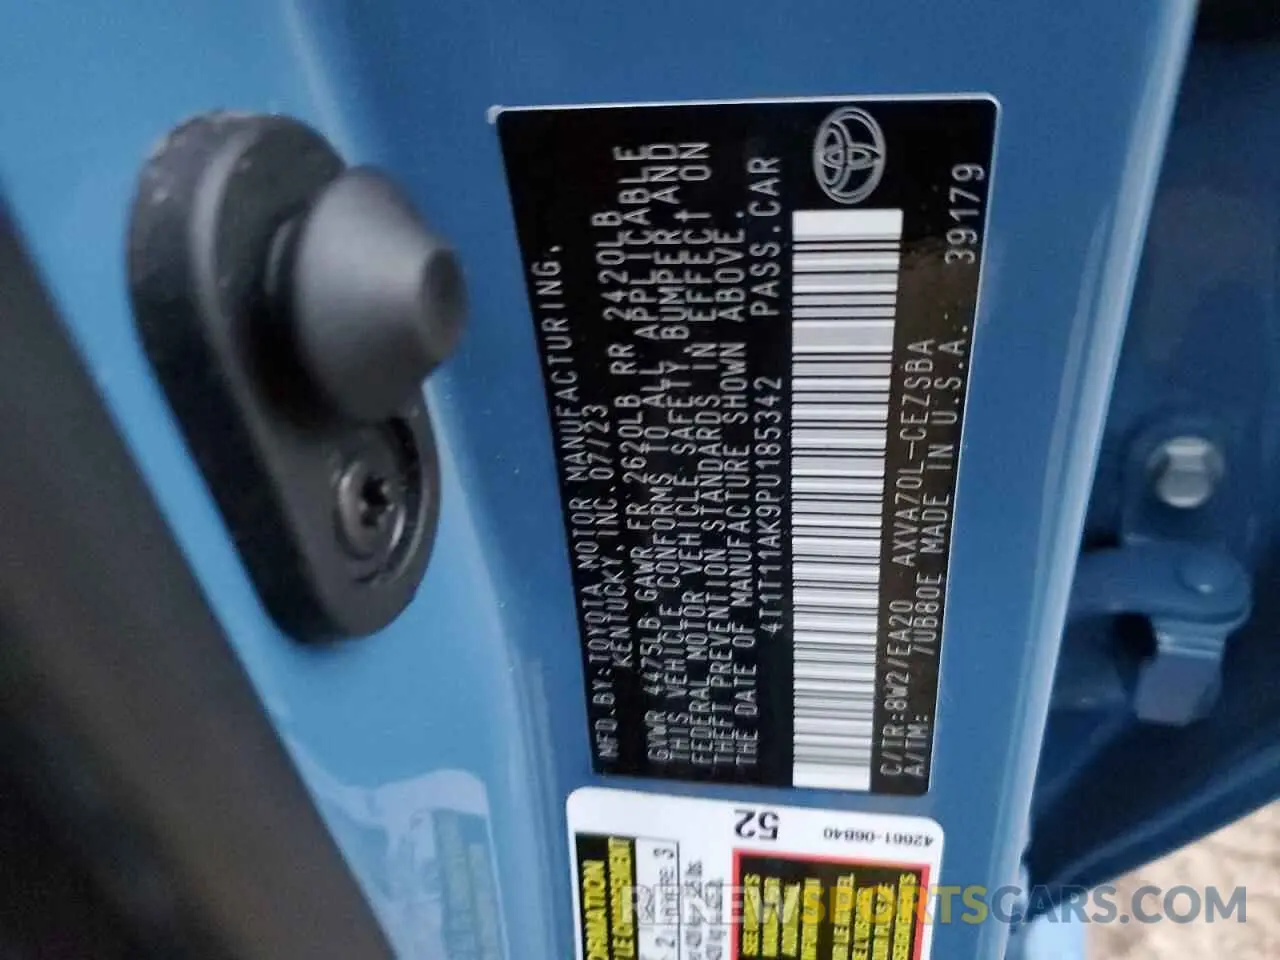 MFD.BY:TOYOTA MOTOR MANUFACTURING,
KENTUCKY, INC. 07/23
GVWR 4475LB GAWR FR 2620LB RR 2420LB
THIS VEHICLE CONFORMS TO ALL APPLICABLE
FEDERAL MOTOR VEHICLE SAFETY, BUMPER AND
THEFT PREVENTION STANDARDS IN EFFECT ON
THE DATE OF MANUFACTURE SHOWN ABOVE.
4T1T11AK9PU185342 PASS.CAR
C/TR:8W2/EA20 AXVA70L-CEZSBA
A/TM: /UB80E MADE IN U.S.A. 39179
52
42661-06B40
RENEWSPORTSCARS.COM